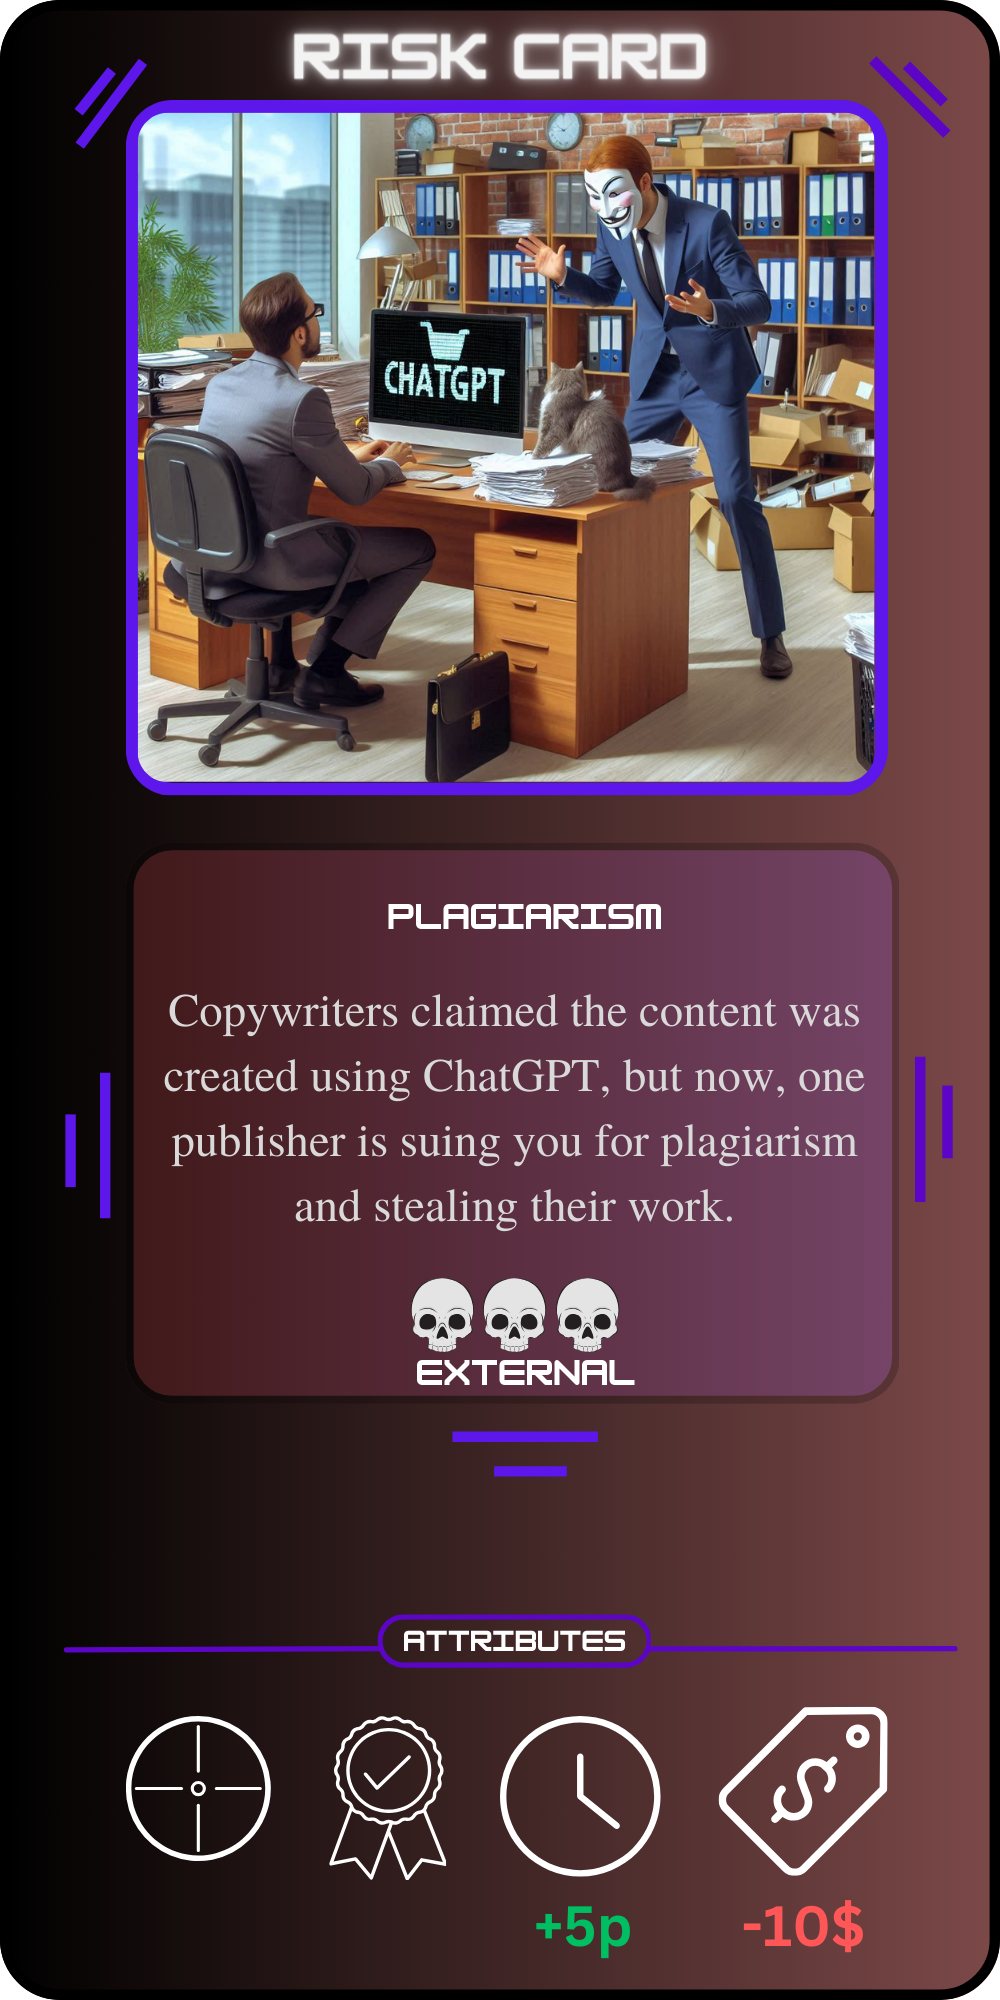 RISK CARD
CHATGPT
PLAGIARISM
Copywriters claimed the content was
created using ChatGPT, but now, one
publisher is suing you for plagiarism
and stealing their work.
EXTERNAL
ATTRIBUTES
+5p
-10$